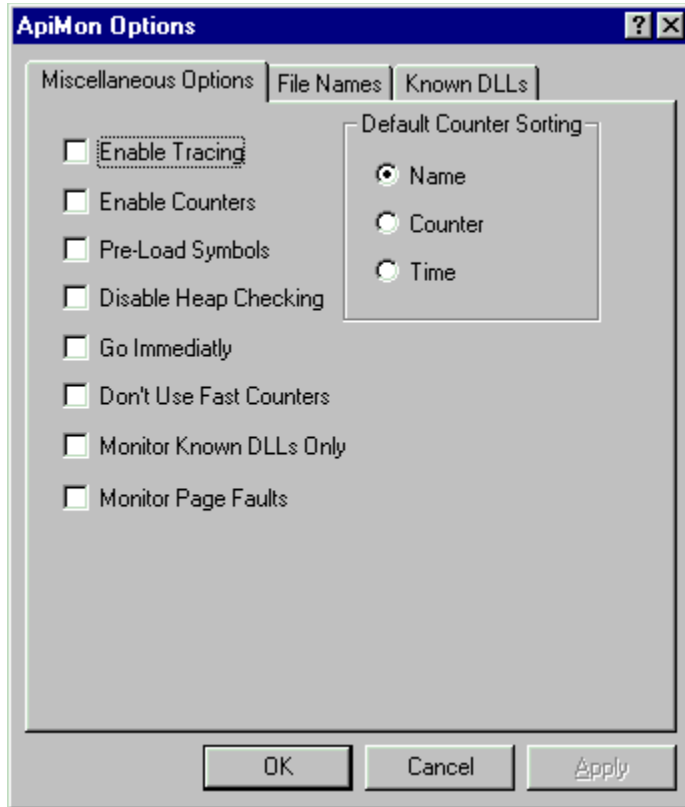 ApiMon Options
Miscellaneous Options
File Names
Known DLLs
Enable Tracing
Enable Counters
Pre-Load Symbols
Disable Heap Checking
Go Immediatly
Don't Use Fast Counters
Monitor Known DLLs Only
Monitor Page Faults
Default Counter Sorting
Name
Counter
Time
OK
Cancel
Apply